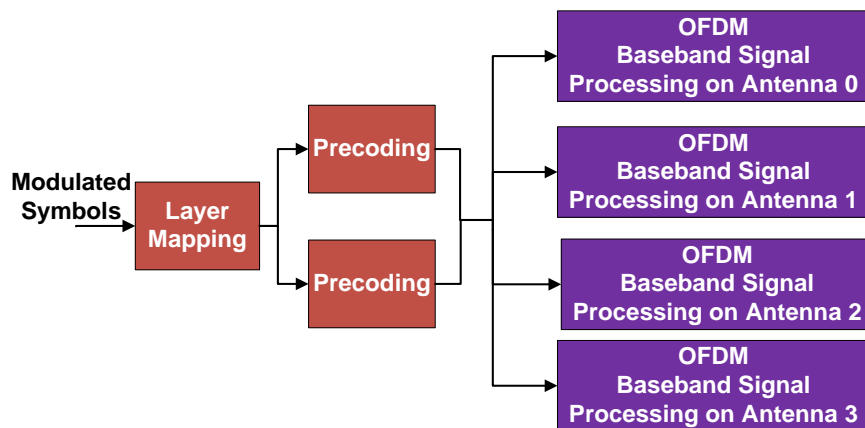 Modulated
Symbols
Layer
Mapping
Precoding
Precoding
OFDM
Baseband Signal
Processing on Antenna 0
OFDM
Baseband Signal
Processing on Antenna 1
OFDM
Baseband Signal
Processing on Antenna 2
OFDM
Baseband Signal
Processing on Antenna 3